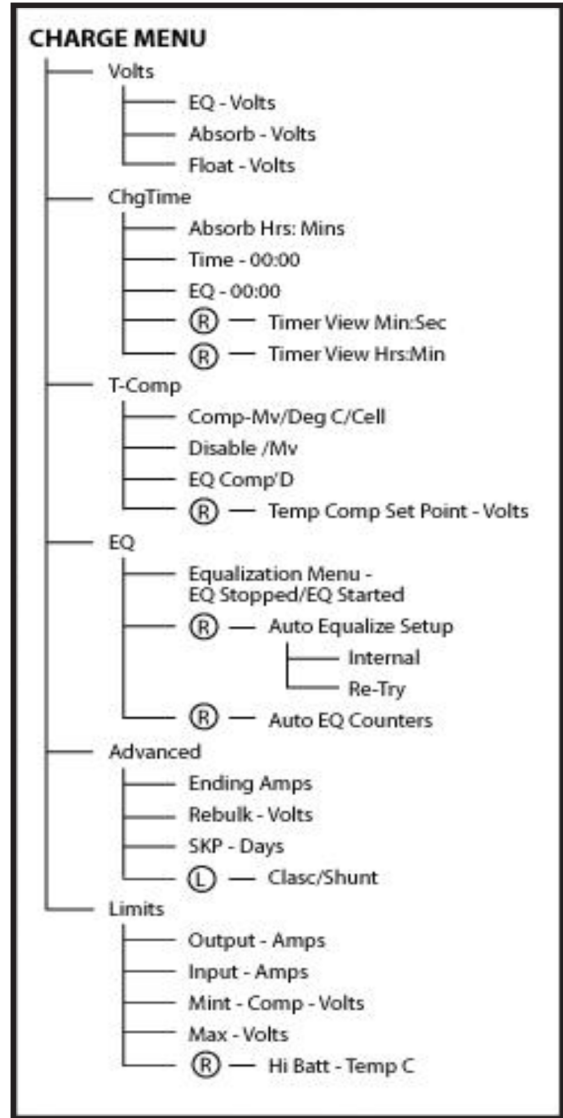 CHARGE MENU
Volts
EQ - Volts
Absorb - Volts
Float - Volts
ChgTime
Absorb Hrs: Mins
Time - 00:00
EQ - 00:00
R — Timer View Min:Sec
R — Timer View Hrs:Min
T-Comp
Comp-Mv/Deg C/Cell
Disable /Mv
EQ Comp'D
R — Temp Comp Set Point - Volts
EQ
Equalization Menu -
EQ Stopped/EQ Started
R — Auto Equalize Setup
Internal
Re-Try
R — Auto EQ Counters
Advanced
Ending Amps
Rebulk - Volts
SKP - Days
L — Clasc/Shunt
Limits
Output - Amps
Input - Amps
Mint - Comp - Volts
Max - Volts
R — Hi Batt - Temp C